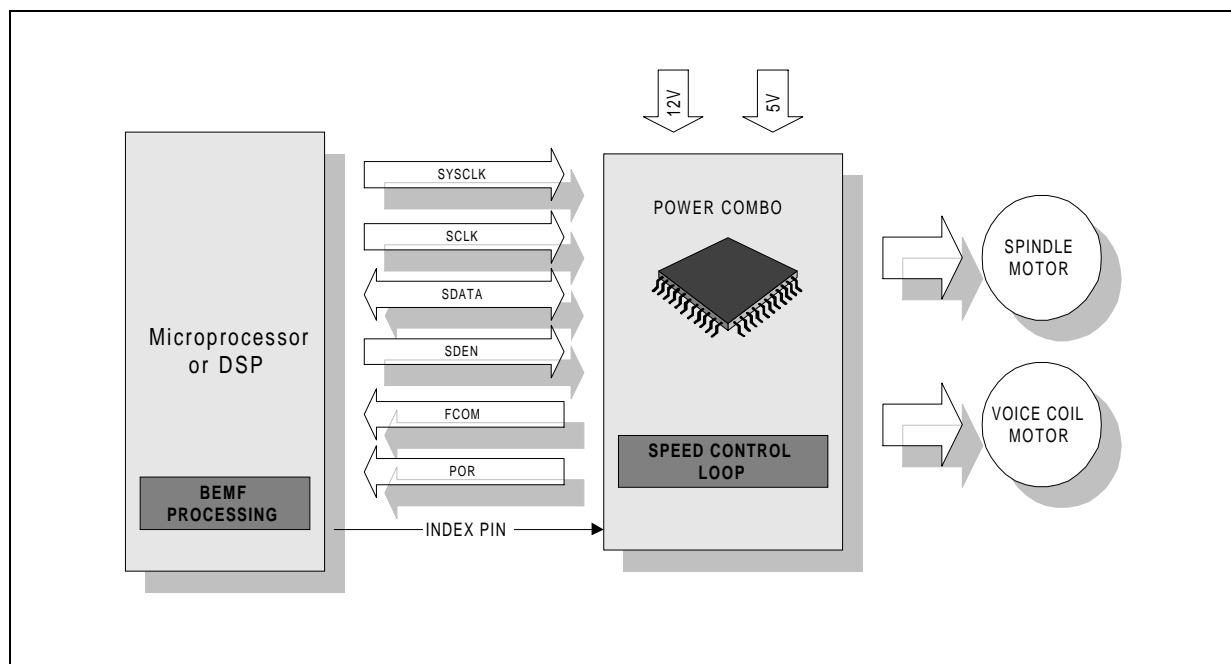 12V
5V
SYSCLK
SCLK
SDATA
SDEN
FCOM
POR
INDEX PIN
Microprocessor
or DSP
BEMF
PROCESSING
POWER COMBO
SPEED CONTROL
LOOP
SPINDLE
MOTOR
VOICE COIL
MOTOR